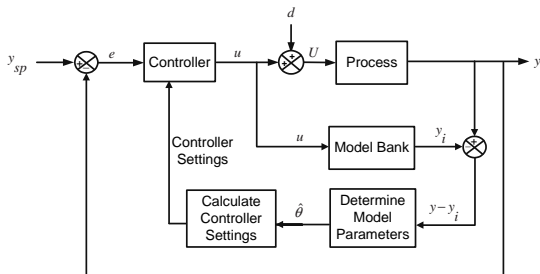 d
y_sp
e
Controller
u
U
Process
y
Controller
Settings
u
Model Bank
y_i
Calculate
Controller
Settings
θ̂
Determine
Model
Parameters
y−y_i